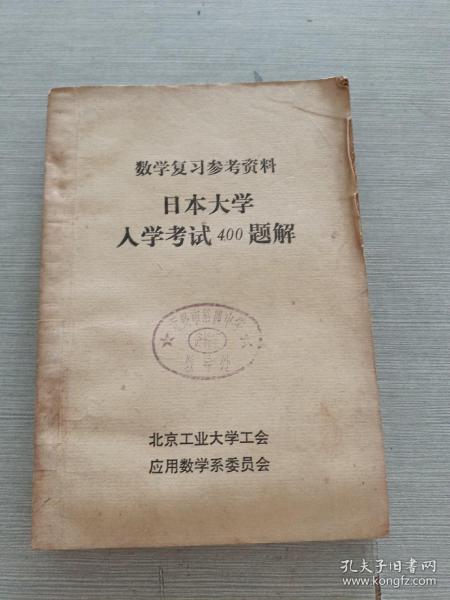 数学复习参考资料
日本大学
入学考试400题解
北京工业大学工会
应用数学系委员会
孔夫子旧书网
www.kongfz.com